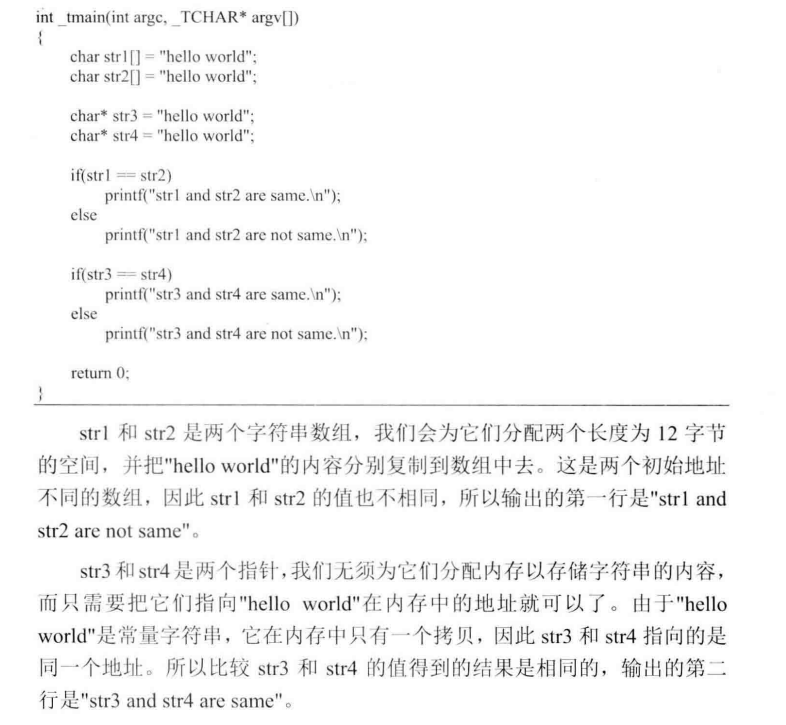 int _tmain(int argc, _TCHAR* argv[])
{
char str1[] = "hello world";
char str2[] = "hello world";
char* str3 = "hello world";
char* str4 = "hello world";
if(str1 == str2)
printf("str1 and str2 are same.\n");
else
printf("str1 and str2 are not same.\n");
if(str3 == str4)
printf("str3 and str4 are same.\n");
else
printf("str3 and str4 are not same.\n");
return 0;
}
str1 和 str2 是两个字符串数组，我们会为它们分配两个长度为 12 字节
的空间，并把"hello world"的内容分别复制到数组中去。这是两个初始地址
不同的数组，因此 str1 和 str2 的值也不相同，所以输出的第一行是"str1 and
str2 are not same"。
str3 和 str4 是两个指针，我们无须为它们分配内存以存储字符串的内容，
而只需要把它们指向"hello world"在内存中的地址就可以了。由于"hello
world"是常量字符串，它在内存中只有一个拷贝，因此 str3 和 str4 指向的是
同一个地址。所以比较 str3 和 str4 的值得到的结果是相同的，输出的第二
行是"str3 and str4 are same"。